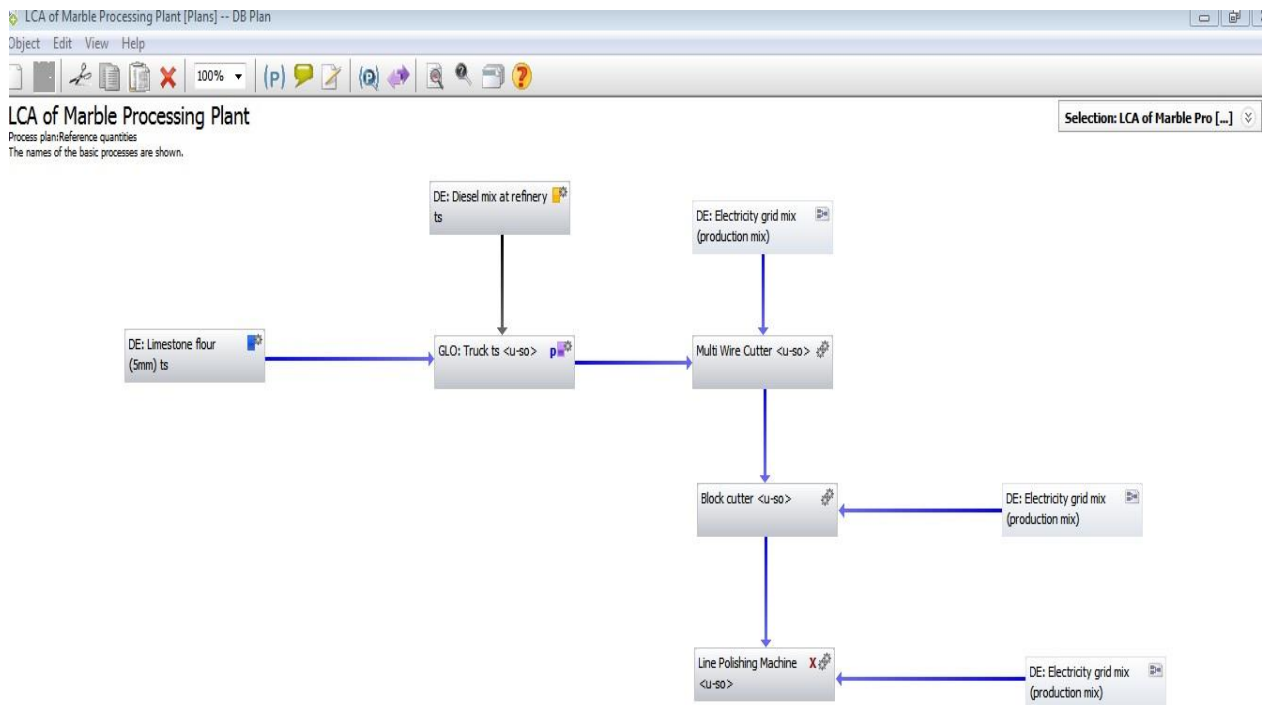 LCA of Marble Processing Plant [Plans] -- DB Plan
Object Edit View Help
100% (P)
LCA of Marble Processing Plant
Selection: LCA of Marble Pro [...]
Process plan:Reference quantities
The names of the basic processes are shown.
DE: Diesel mix at refinery
ts
DE: Electricity grid mix
(production mix)
DE: Limestone flour
(5mm) ts
GLO: Truck ts <u-so> p
Multi Wire Cutter <u-so>
Block cutter <u-so>
DE: Electricity grid mix
(production mix)
Line Polishing Machine X
<u-so>
DE: Electricity grid mix
(production mix)